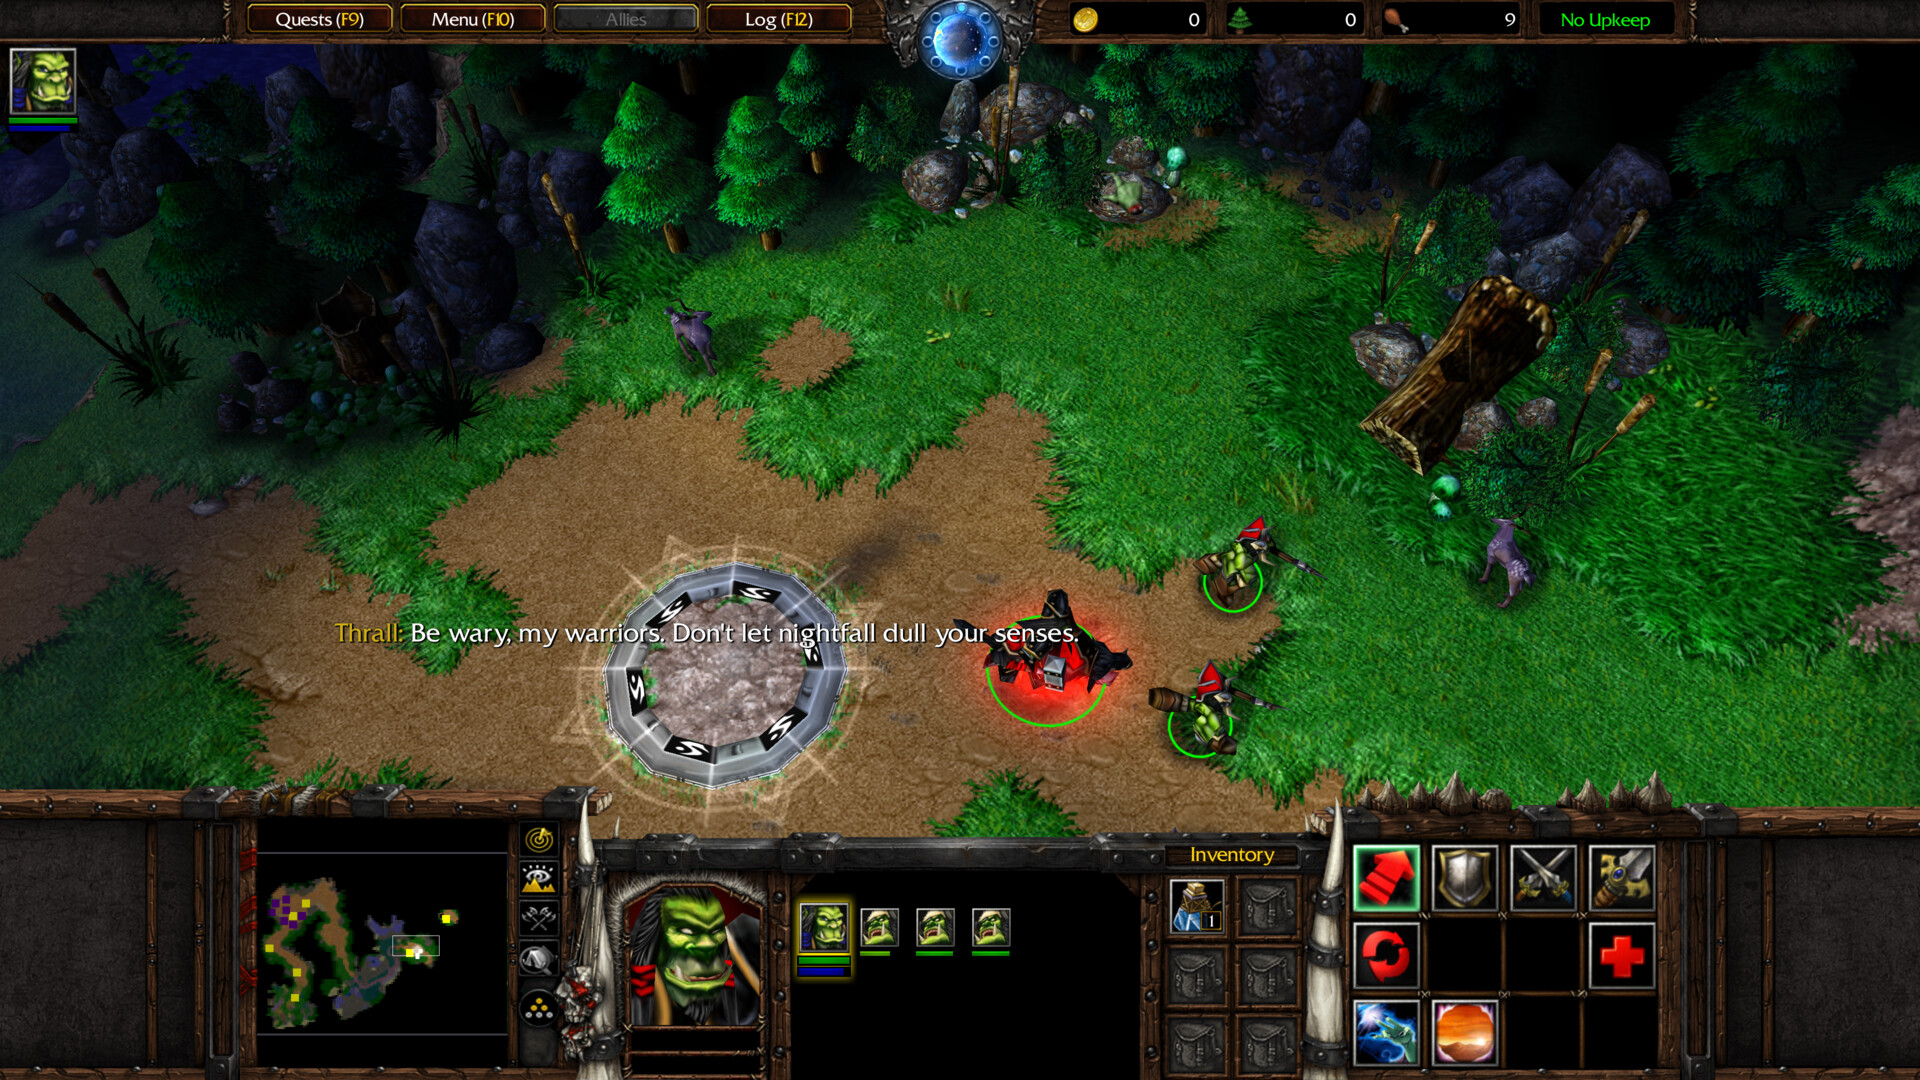 Quests (F9)
Menu (F10)
Allies
Log (F12)
0
0
9
No Upkeep
Thrall: Be wary, my warriors. Don't let nightfall dull your senses.
Inventory
1